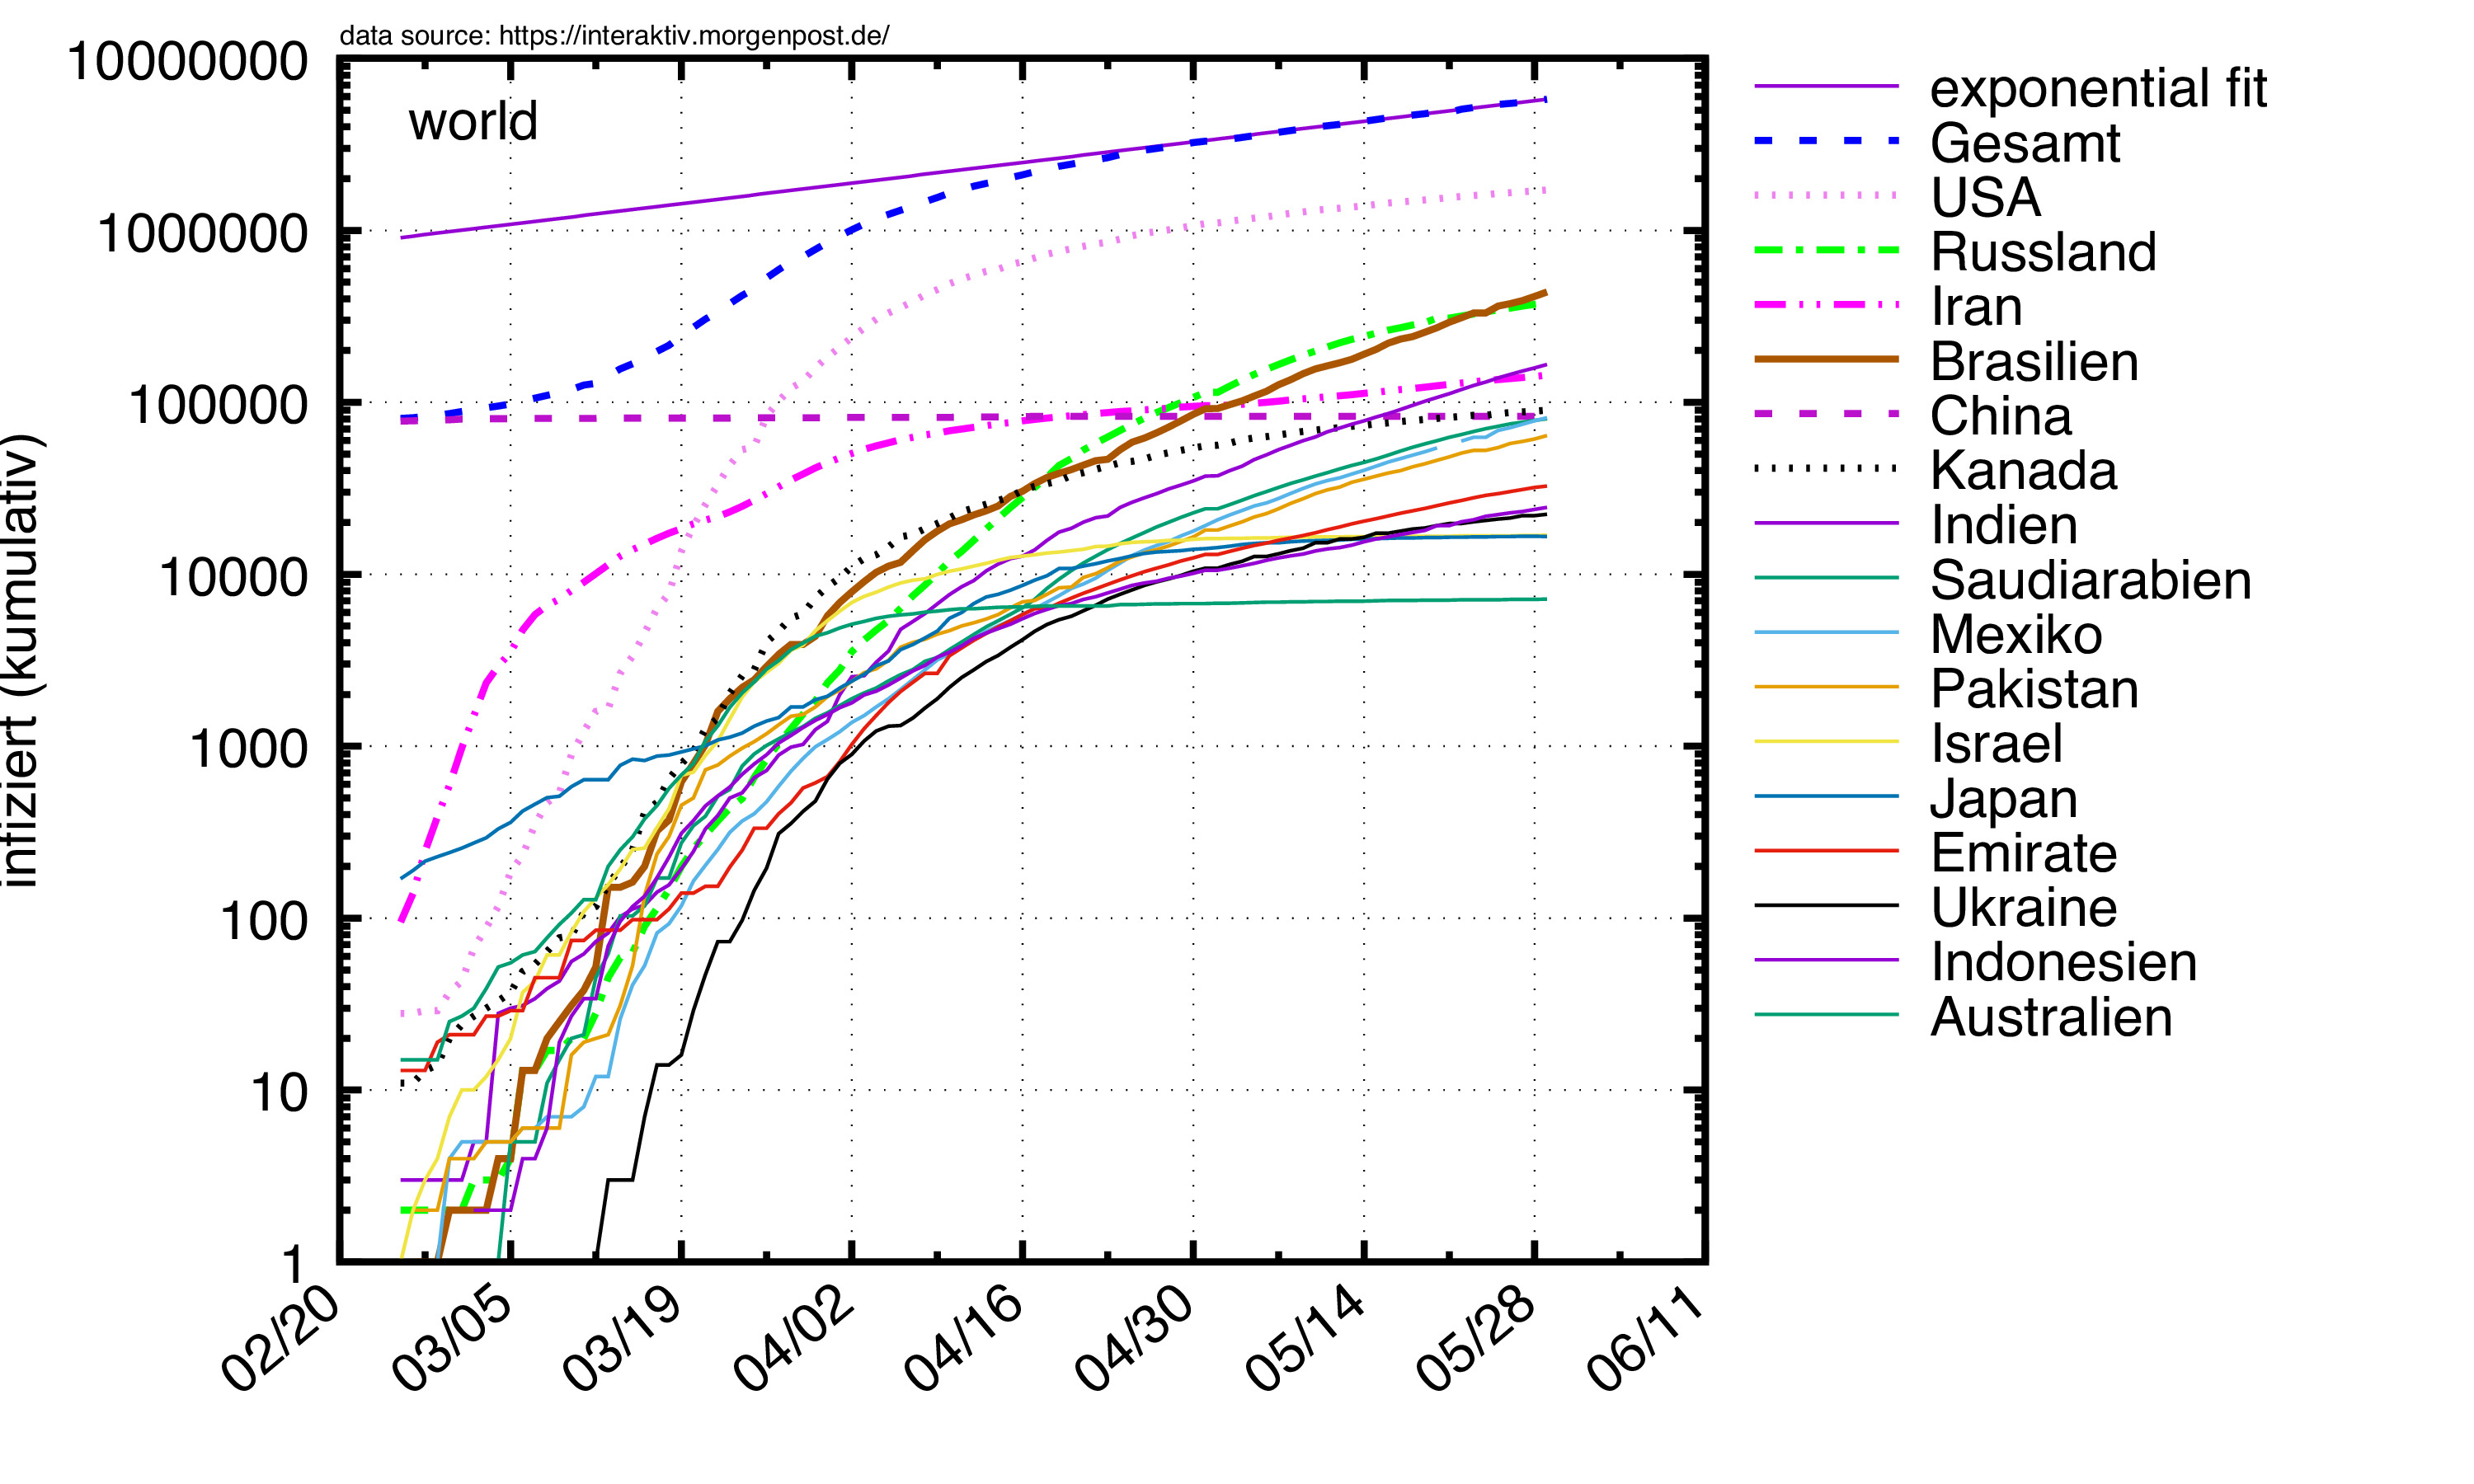 data source: https://interaktiv.morgenpost.de/
world
infiziert (kumulativ)
10000000
1000000
100000
10000
1000
100
10
1
02/20
03/05
03/19
04/02
04/16
04/30
05/14
05/28
06/11
exponential fit
Gesamt
USA
Russland
Iran
Brasilien
China
Kanada
Indien
Saudiarabien
Mexiko
Pakistan
Israel
Japan
Emirate
Ukraine
Indonesien
Australien